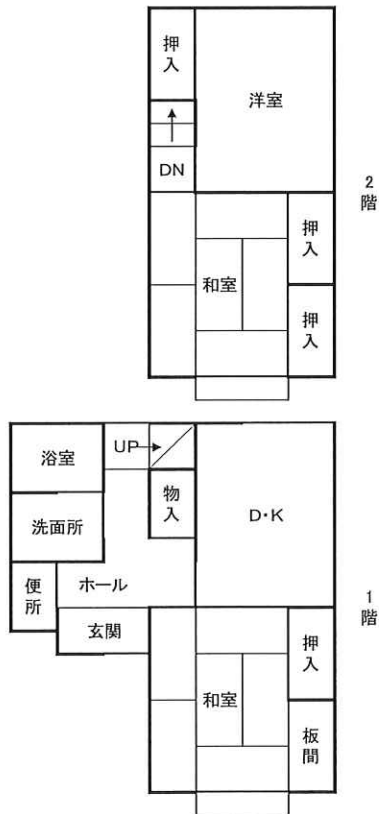 押入
洋室
DN
2階
和室
押入
押入
浴室
UP
物入
D・K
洗面所
便所
ホール
玄関
1階
和室
押入
板間